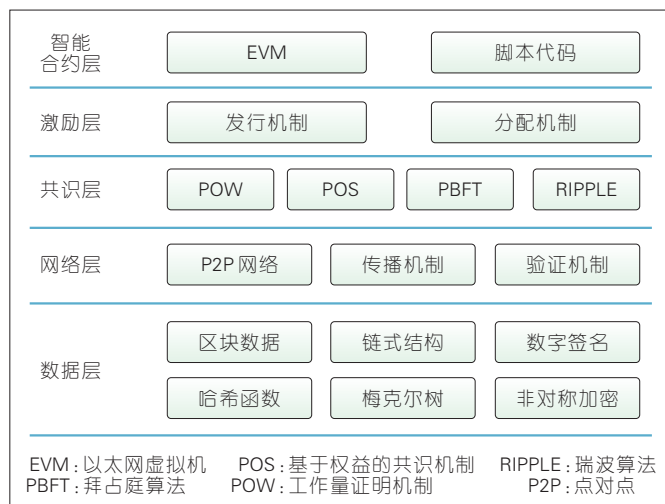 智能
合约层
EVM
脚本代码
激励层
发行机制
分配机制
共识层
POW
POS
PBFT
RIPPLE
网络层
P2P 网络
传播机制
验证机制
数据层
区块数据
链式结构
数字签名
哈希函数
梅克尔树
非对称加密
EVM：以太网虚拟机 POS：基于权益的共识机制 RIPPLE：瑞波算法
PBFT：拜占庭算法 POW：工作量证明机制 P2P：点对点